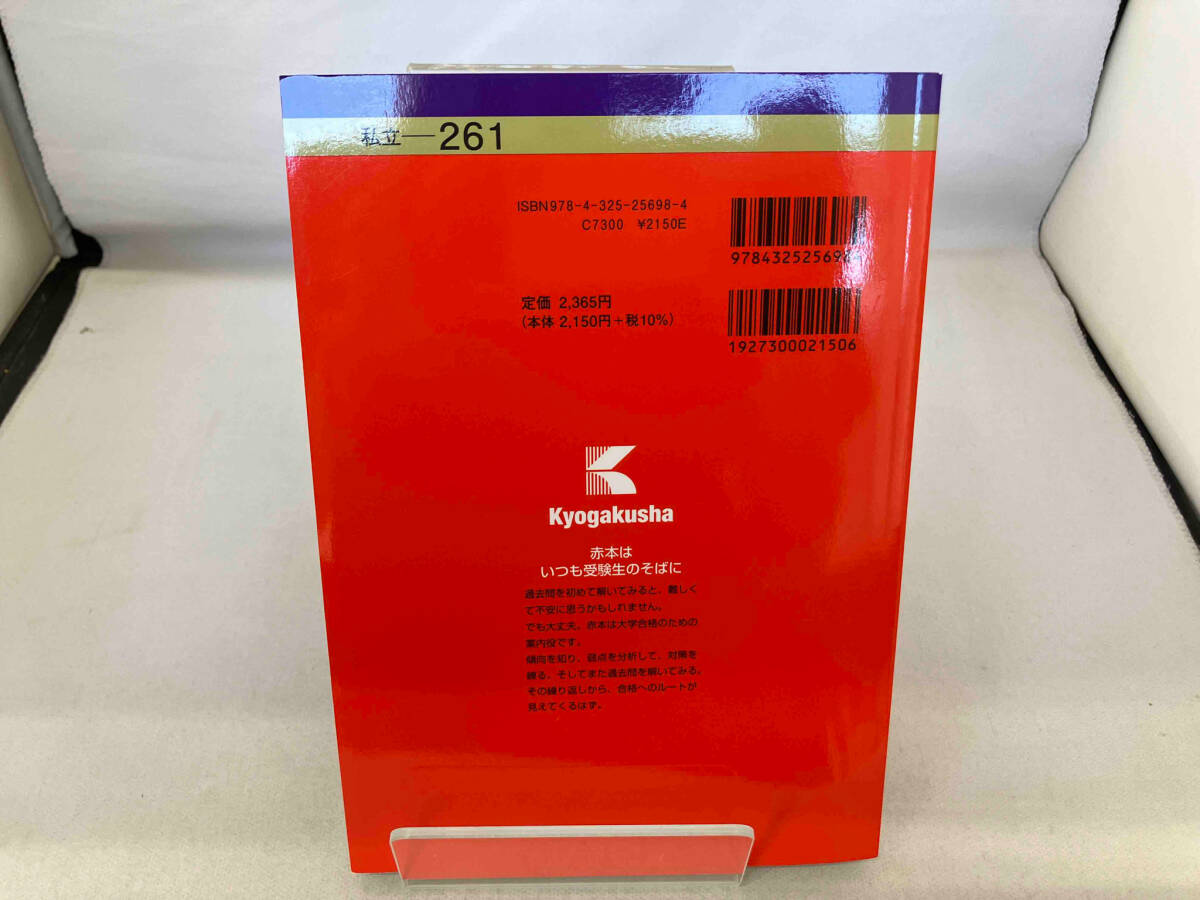 私立―261
ISBN978-4-325-25698-4
C7300 ¥2150E
9784325256984
定価 2,365円
(本体 2,150円+税10%)
1927300021506
Kyogakusha
赤本は
いつも受験生のそばに
過去問を初めて解いてみると、難しく
て不安に思うかもしれません。
でも大丈夫。赤本は大学合格のための
案内役です。
傾向を知り、弱点を分析して、対策を
練る。そしてまた過去問を解いてみる。
その繰り返しから、合格へのルートが
見えてくるはず。